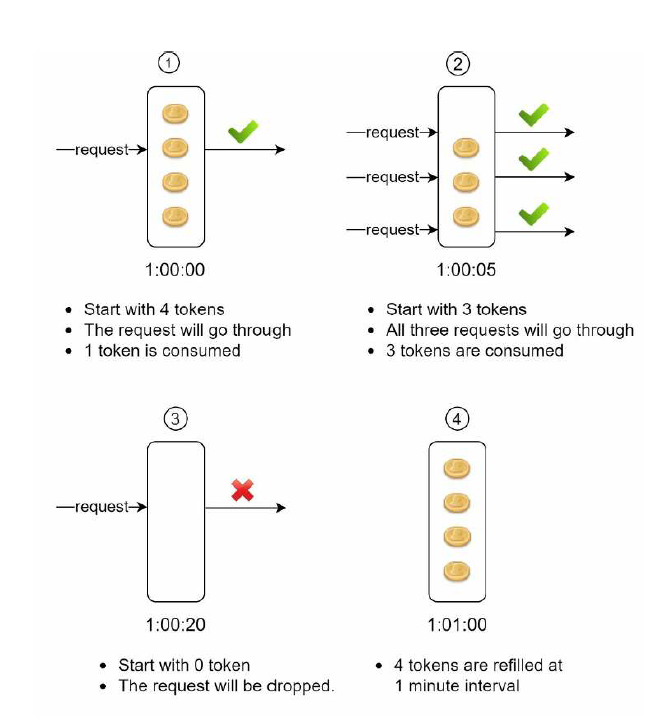 1
2
request
request
request
request
1:00:00
1:00:05
• Start with 4 tokens
• The request will go through
• 1 token is consumed
• Start with 3 tokens
• All three requests will go through
• 3 tokens are consumed
3
4
request
1:00:20
1:01:00
• Start with 0 token
• The request will be dropped.
• 4 tokens are refilled at
1 minute interval